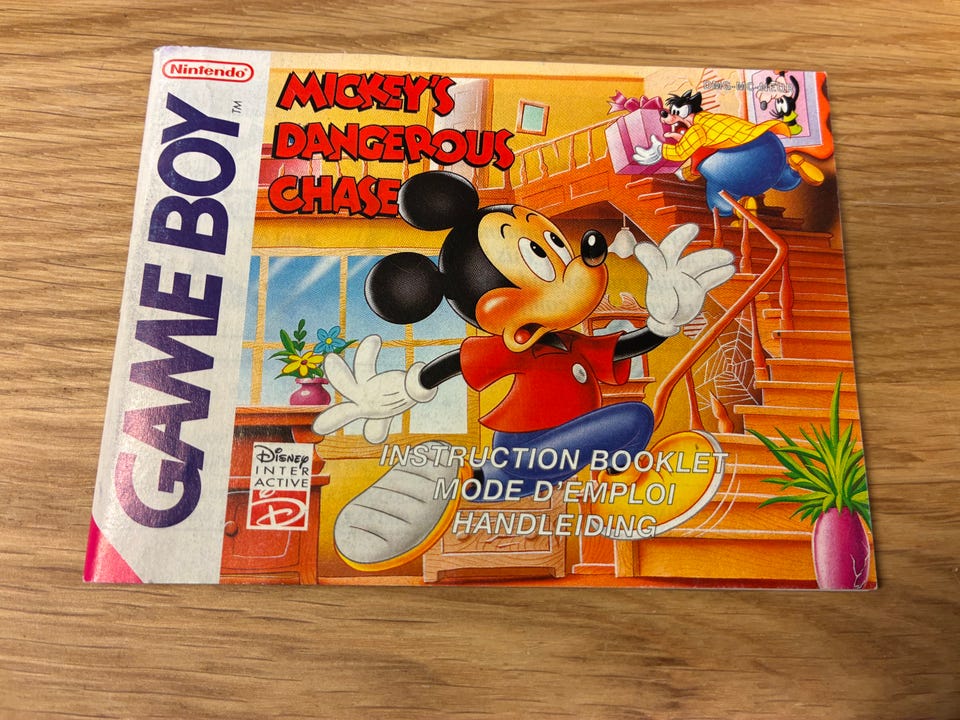 Nintendo®
GAME BOY
TM
MICKEY'S
DANGEROUS
CHASE
DISNEY
INTER
ACTIVE
D
INSTRUCTION BOOKLET
MODE D'EMPLOI
HANDLEIDING